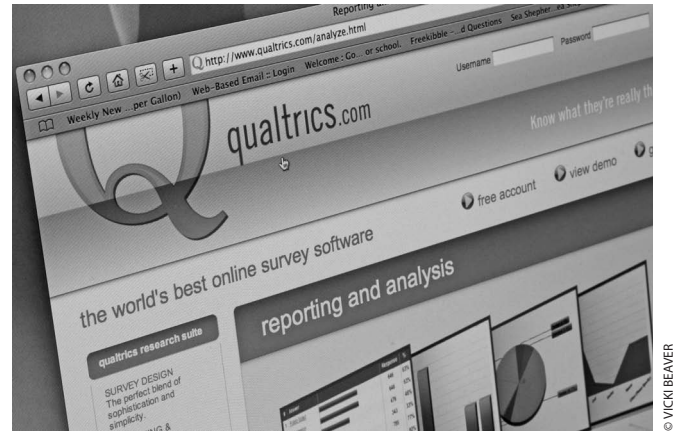 Reporting an
http://www.qualtrics.com/analyze.html
Weekly New ...per Gallon) Web-Based Email :: Login Welcome : Go... or school. Freekibble – ...d Questions Sea Shepher
Username
Password
Q
qualtrics.com
Know what they're really th
free account
view demo
g
the world's best online survey software
qualtrics research suite
reporting and analysis
SURVEY DESIGN
The perfect blend of
sophistication and
simplicity.
© VICKI BEAVER